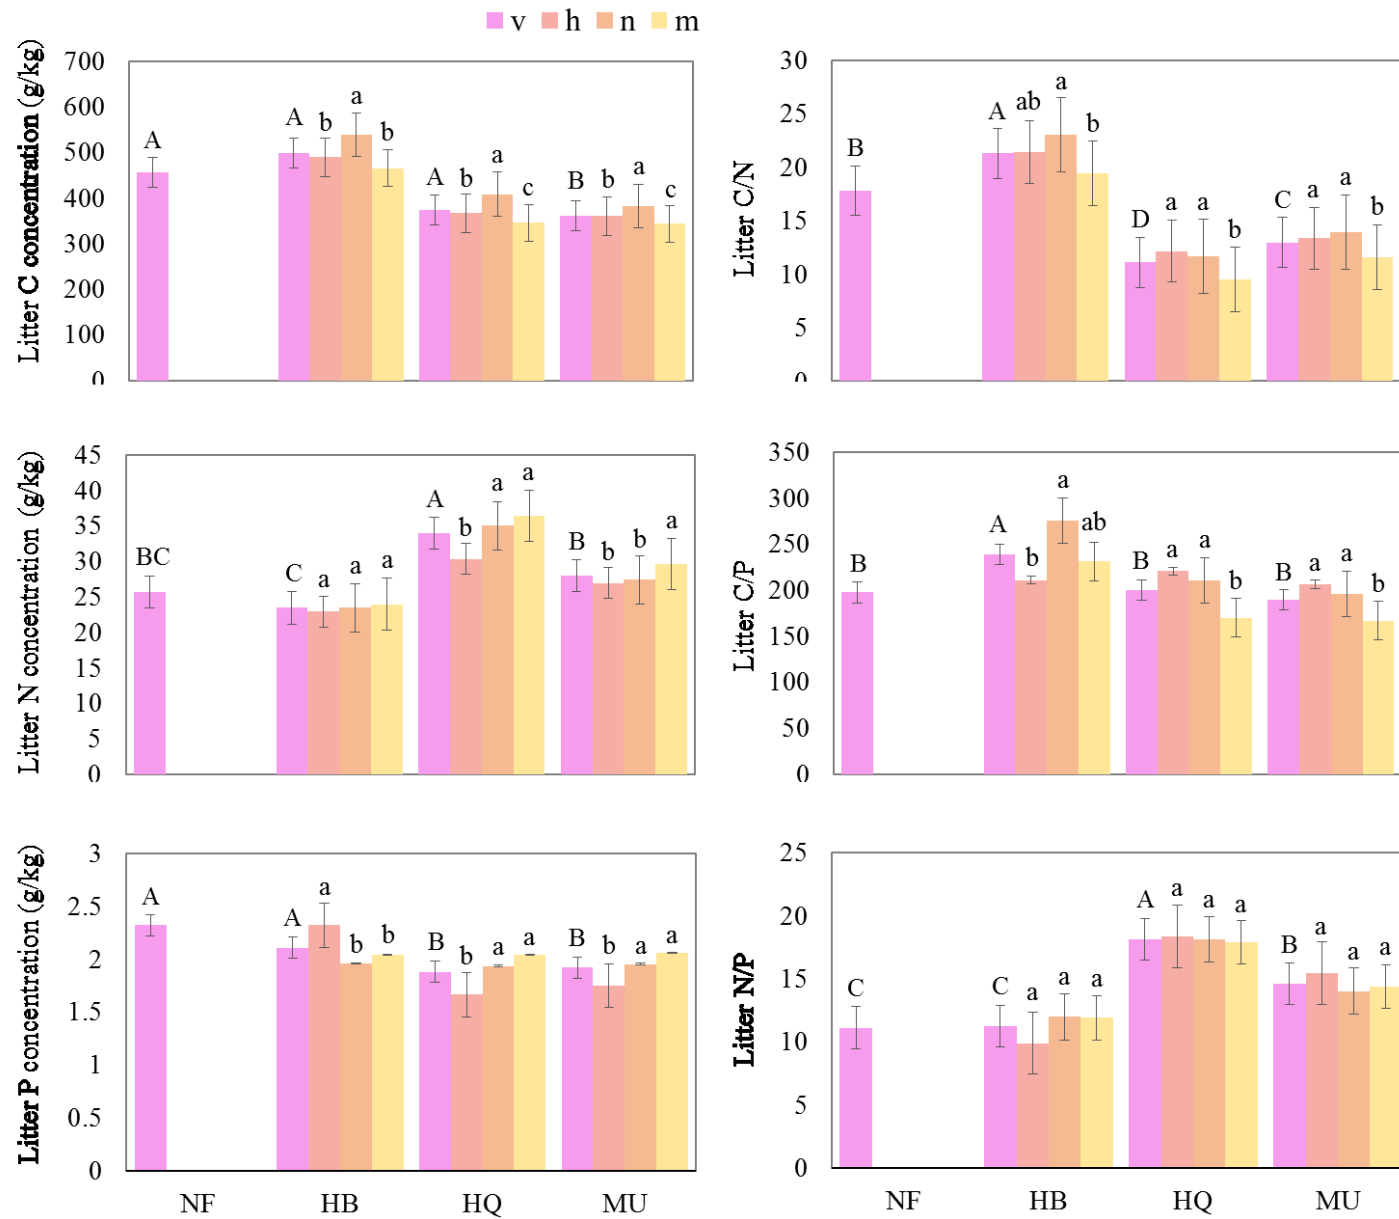 v h n m
Litter C concentration (g/kg)
700
600
500
400
300
200
100
0
A
A b a b
A b a c
B b a c
Litter C/N
30
25
20
15
10
5
0
B
A ab a b
D a a b
C a a b
Litter N concentration (g/kg)
45
40
35
30
25
20
15
10
5
0
BC
C a a a
A b a a
B b b a
Litter C/P
350
300
250
200
150
100
50
0
B
A b a ab
B a a b
B a a b
Litter P concentration (g/kg)
3
2.5
2
1.5
1
0.5
0
A
A a b b
B b a a
B b a a
NF HB HQ MU
Litter N/P
25
20
15
10
5
0
C
C a a a
A a a a
B a a a
NF HB HQ MU